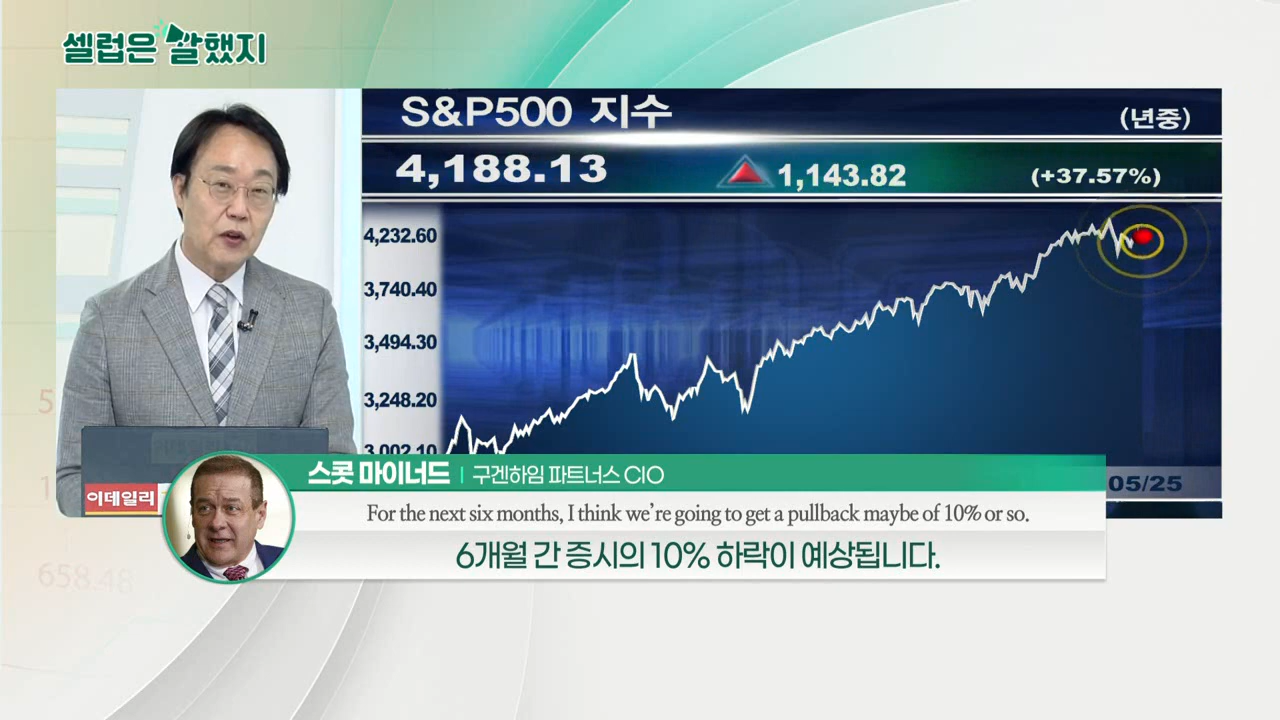 셀럽은 말했지
S&P500 지수
(년중)
4,188.13 ▲ 1,143.82 (+37.57%)
4,232.60
3,740.40
3,494.30
3,248.20
3,002.10
05/25
이데일리
스콧 마이너드 | 구겐하임 파트너스 CIO
For the next six months, I think we're going to get a pullback maybe of 10% or so.
6개월 간 증시의 10% 하락이 예상됩니다.
658.48